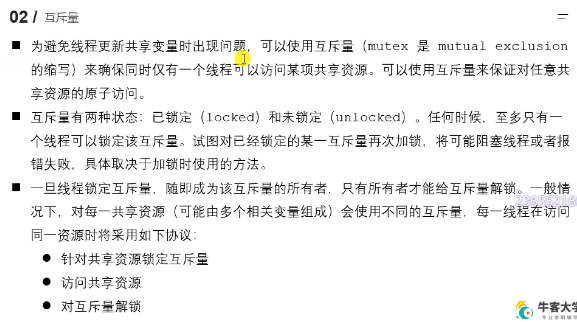 02 / 互斥量
■ 为避免线程更新共享变量时出现问题，可以使用互斥量（mutex 是 mutual exclusion
的缩写）来确保同时仅有一个线程可以访问某项共享资源。可以使用互斥量来保证对任意共
享资源的原子访问。
■ 互斥量有两种状态：已锁定（locked）和未锁定（unlocked）。任何时候，至多只有一
个线程可以锁定该互斥量。试图对已经锁定的某一互斥量再次加锁，将可能阻塞线程或者报
错失败，具体取决于加锁时使用的方法。
■ 一旦线程锁定互斥量，随即成为该互斥量的所有者，只有所有者才能给互斥量解锁。一般情
况下，对每一共享资源（可能由多个相关变量组成）会使用不同的互斥量，每一线程在访问
同一资源时将采用如下协议：
● 针对共享资源锁定互斥量
● 访问共享资源
● 对互斥量解锁
牛客大学